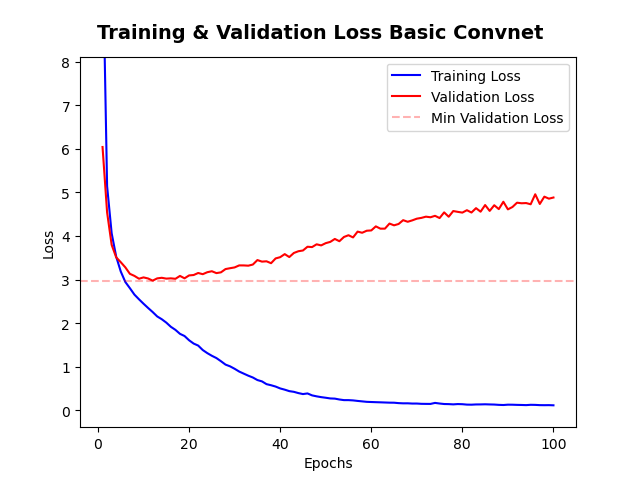 Training & Validation Loss Basic Convnet
Training Loss
Validation Loss
Min Validation Loss
Loss
8
7
6
5
4
3
2
1
0
0 20 40 60 80 100
Epochs